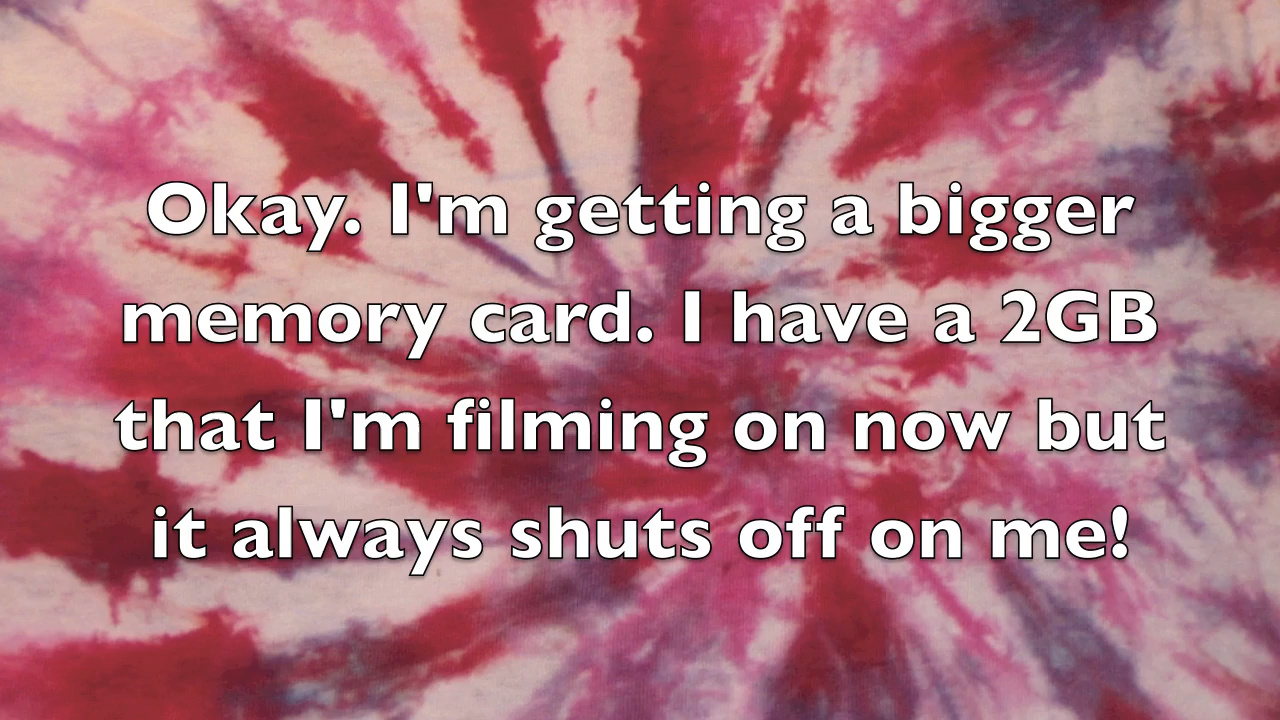 Okay. I'm getting a bigger
memory card. I have a 2GB
that I'm filming on now but
it always shuts off on me!